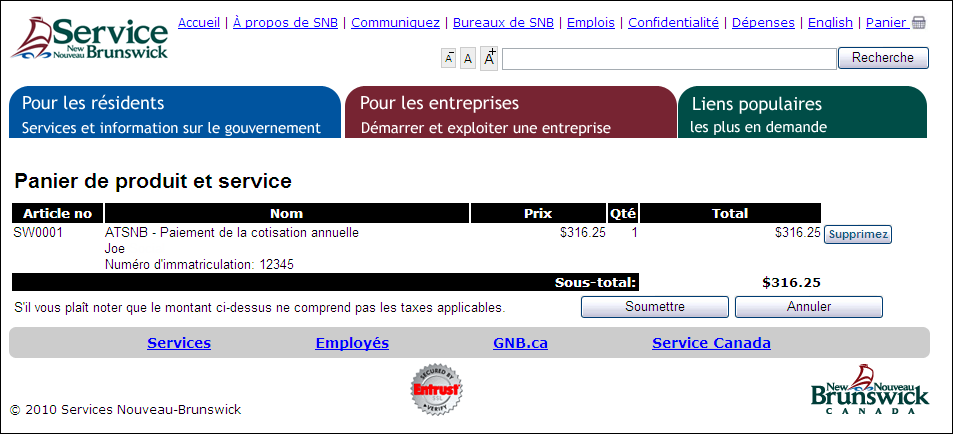 Service
New Nouveau Brunswick
Accueil | À propos de SNB | Communiquez | Bureaux de SNB | Emplois | Confidentialité | Dépenses | English | Panier
A- A A+ Recherche
Pour les résidents
Services et information sur le gouvernement
Pour les entreprises
Démarrer et exploiter une entreprise
Liens populaires
les plus en demande
Panier de produit et service
Article no Nom Prix Qté Total
SW0001 ATSNB - Paiement de la cotisation annuelle $316.25 1 $316.25 Supprimez
Joe
Numéro d'immatriculation: 12345
Sous-total: $316.25
S'il vous plaît noter que le montant ci-dessus ne comprend pas les taxes applicables. Soumettre Annuler
Services Employés GNB.ca Service Canada
SECURED BY
Entrust
SSL
VERIFY
© 2010 Services Nouveau-Brunswick
New Nouveau
Brunswick
CANADA